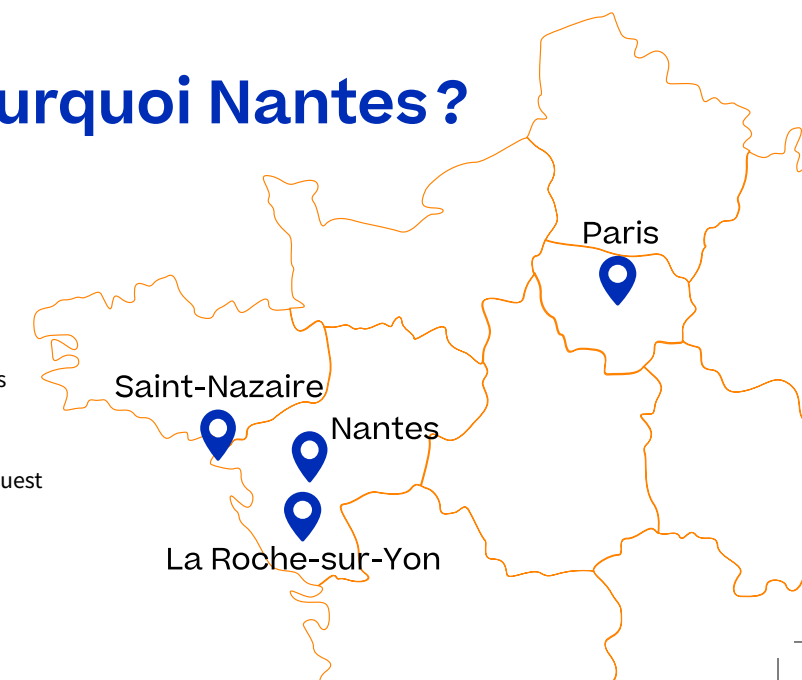 urquoi Nantes ?
Paris
s
Saint-Nazaire
Nantes
uest
La Roche-sur-Yon